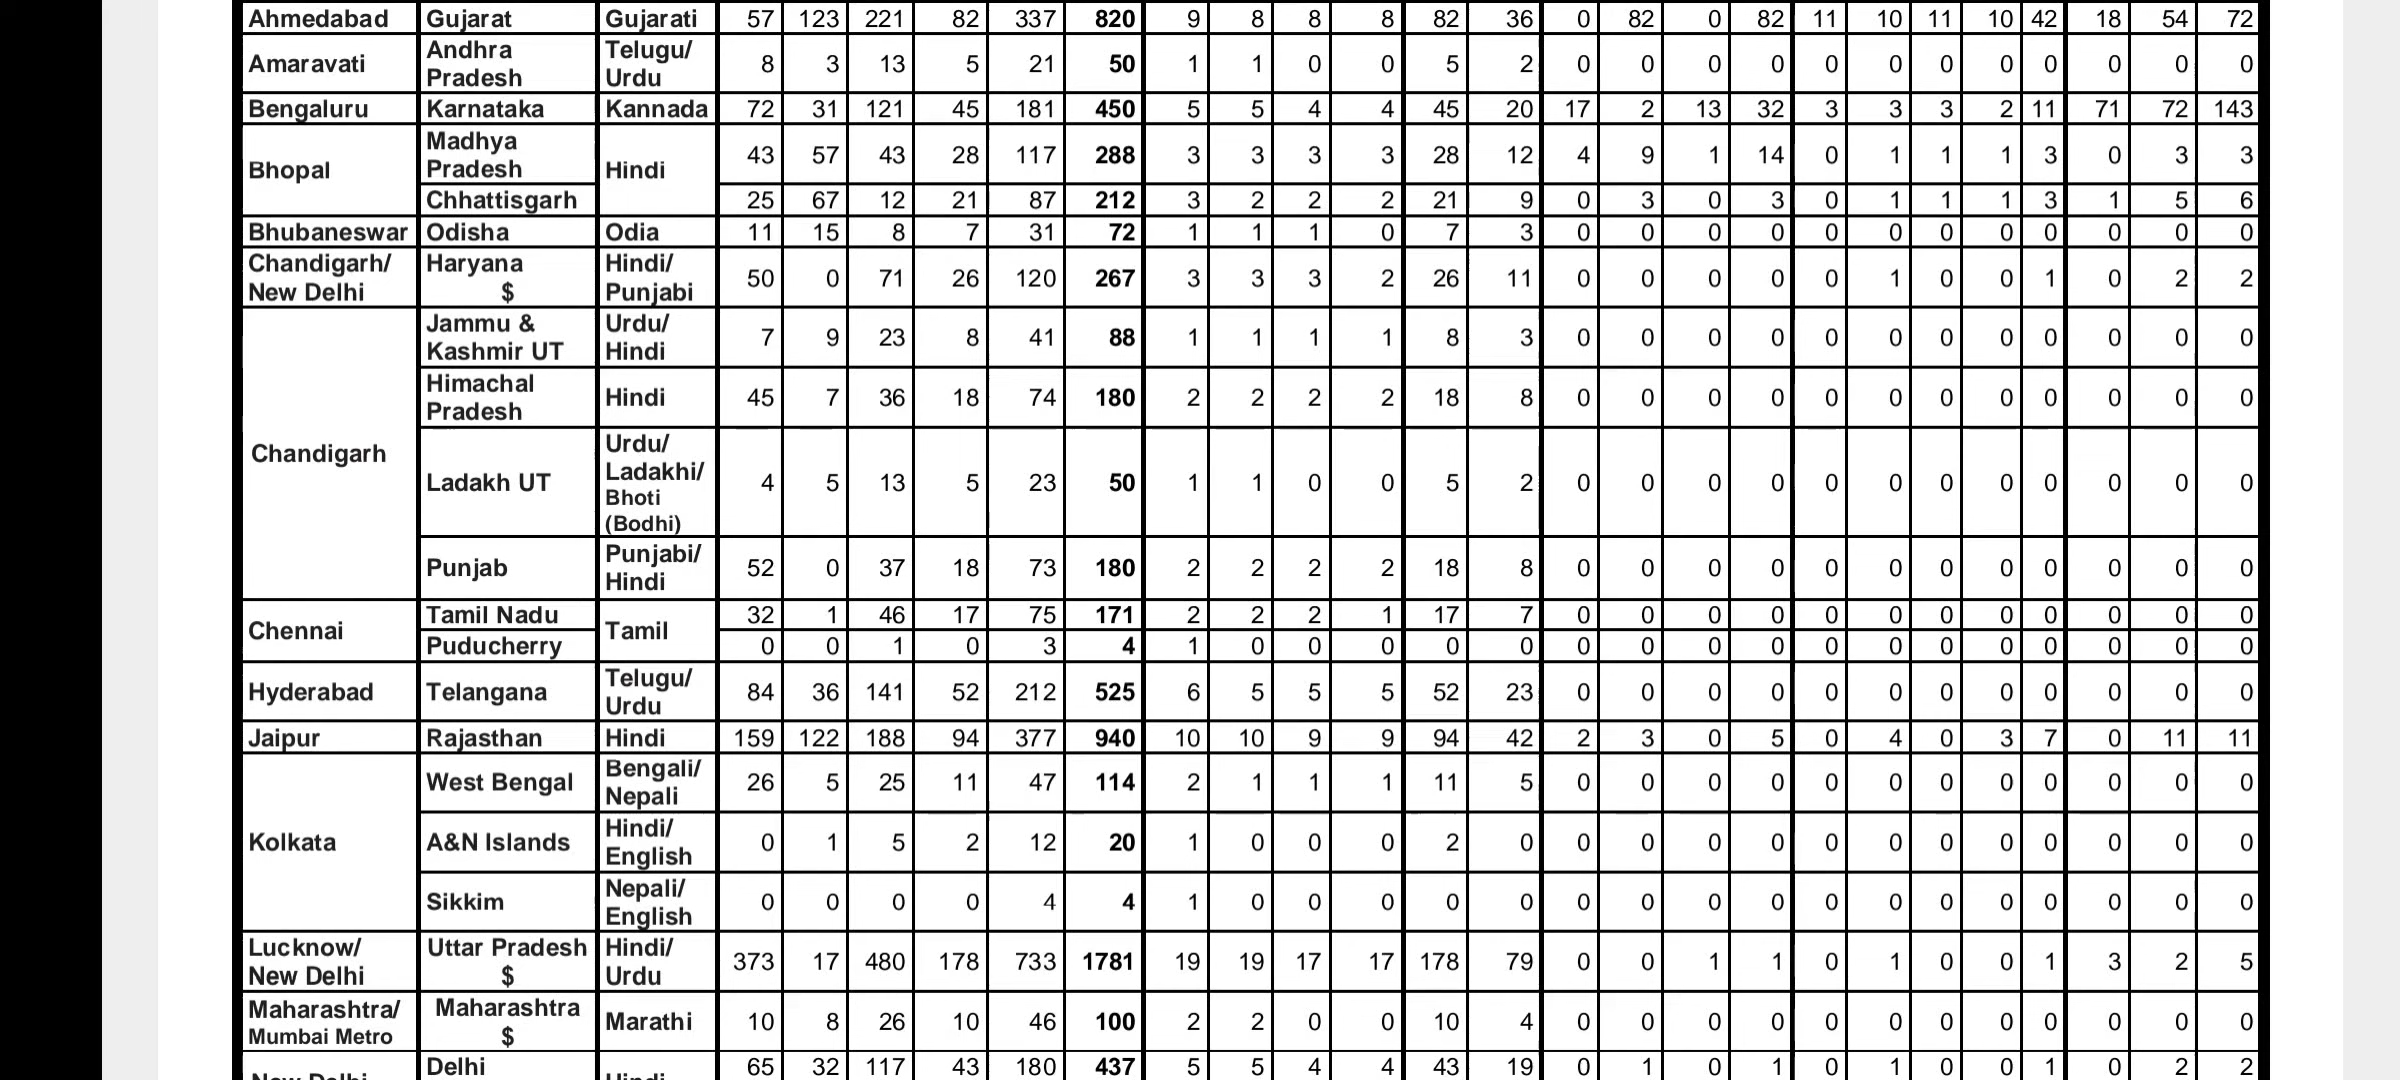 Ahmedabad Gujarat Gujarati 57 123 221 82 337 820 9 8 8 8 82 36 0 82 0 82 11 10 11 10 42 18 54 72
Amaravati Andhra Pradesh Telugu/ Urdu 8 3 13 5 21 50 1 1 0 0 5 2 0 0 0 0 0 0 0 0 0 0 0 0
Bengaluru Karnataka Kannada 72 31 121 45 181 450 5 5 4 4 45 20 17 2 13 32 3 3 3 2 11 71 72 143
Bhopal Madhya Pradesh Hindi 43 57 43 28 117 288 3 3 3 3 28 12 4 9 1 14 0 1 1 1 3 0 3 3
Chhattisgarh 25 67 12 21 87 212 3 2 2 2 21 9 0 3 0 3 0 1 1 1 3 1 5 6
Bhubaneswar Odisha Odia 11 15 8 7 31 72 1 1 1 0 7 3 0 0 0 0 0 0 0 0 0 0 0 0
Chandigarh/ New Delhi Haryana $ Hindi/ Punjabi 50 0 71 26 120 267 3 3 3 2 26 11 0 0 0 0 0 1 0 0 1 0 2 2
Chandigarh Jammu & Kashmir UT Urdu/ Hindi 7 9 23 8 41 88 1 1 1 1 8 3 0 0 0 0 0 0 0 0 0 0 0 0
Himachal Pradesh Hindi 45 7 36 18 74 180 2 2 2 2 18 8 0 0 0 0 0 0 0 0 0 0 0 0
Ladakh UT Urdu/ Ladakhi/ Bhoti (Bodhi) 4 5 13 5 23 50 1 1 0 0 5 2 0 0 0 0 0 0 0 0 0 0 0 0
Punjab Punjabi/ Hindi 52 0 37 18 73 180 2 2 2 2 18 8 0 0 0 0 0 0 0 0 0 0 0 0
Chennai Tamil Nadu Tamil 32 1 46 17 75 171 2 2 2 1 17 7 0 0 0 0 0 0 0 0 0 0 0 0
Puducherry 0 0 1 0 3 4 1 0 0 0 0 0 0 0 0 0 0 0 0 0 0 0 0 0
Hyderabad Telangana Telugu/ Urdu 84 36 141 52 212 525 6 5 5 5 52 23 0 0 0 0 0 0 0 0 0 0 0 0
Jaipur Rajasthan Hindi 159 122 188 94 377 940 10 10 9 9 94 42 2 3 0 5 0 4 0 3 7 0 11 11
Kolkata West Bengal Bengali/ Nepali 26 5 25 11 47 114 2 1 1 1 11 5 0 0 0 0 0 0 0 0 0 0 0 0
A&N Islands Hindi/ English 0 1 5 2 12 20 1 0 0 0 2 0 0 0 0 0 0 0 0 0 0 0 0 0
Sikkim Nepali/ English 0 0 0 0 4 4 1 0 0 0 0 0 0 0 0 0 0 0 0 0 0 0 0 0
Lucknow/ New Delhi Uttar Pradesh $ Hindi/ Urdu 373 17 480 178 733 1781 19 19 17 17 178 79 0 0 1 1 0 1 0 0 1 3 2 5
Maharashtra/ Mumbai Metro Maharashtra $ Marathi 10 8 26 10 46 100 2 2 0 0 10 4 0 0 0 0 0 0 0 0 0 0 0 0
New Delhi Delhi Hindi 65 32 117 43 180 437 5 5 4 4 43 19 0 1 0 1 0 1 0 0 1 0 2 2